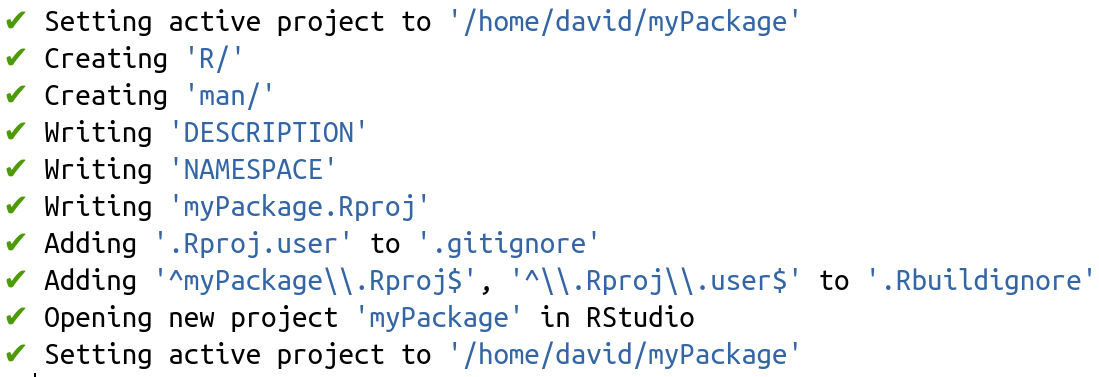 ✔ Setting active project to '/home/david/myPackage'
✔ Creating 'R/'
✔ Creating 'man/'
✔ Writing 'DESCRIPTION'
✔ Writing 'NAMESPACE'
✔ Writing 'myPackage.Rproj'
✔ Adding '.Rproj.user' to '.gitignore'
✔ Adding '^myPackage\\.Rproj$', '^\\.Rproj\\.user$' to '.Rbuildignore'
✔ Opening new project 'myPackage' in RStudio
✔ Setting active project to '/home/david/myPackage'